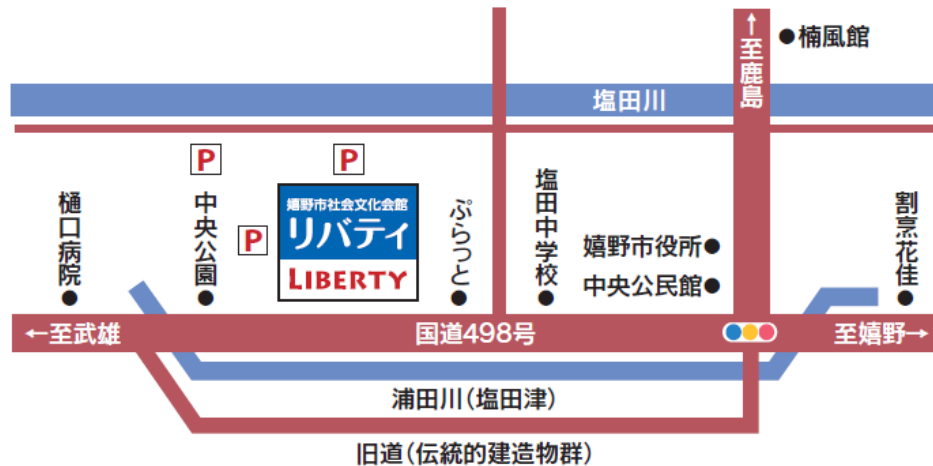 ↑至鹿島
●楠風館
塩田川
P
P
P
樋口病院●
中央公園●
嬉野市社会文化会館
リバティ
LIBERTY
ぷらっと●
塩田中学校●
嬉野市役所●
中央公民館●
割烹花佳●
←至武雄
国道498号
至嬉野→
浦田川(塩田津)
旧道(伝統的建造物群)